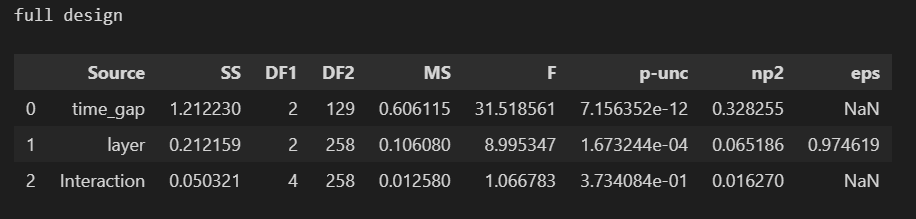 full design
Source SS DF1 DF2 MS F p-unc np2 eps
0 time_gap 1.212230 2 129 0.606115 31.518561 7.156352e-12 0.328255 NaN
1 layer 0.212159 2 258 0.106080 8.995347 1.673244e-04 0.065186 0.974619
2 Interaction 0.050321 4 258 0.012580 1.066783 3.734084e-01 0.016270 NaN